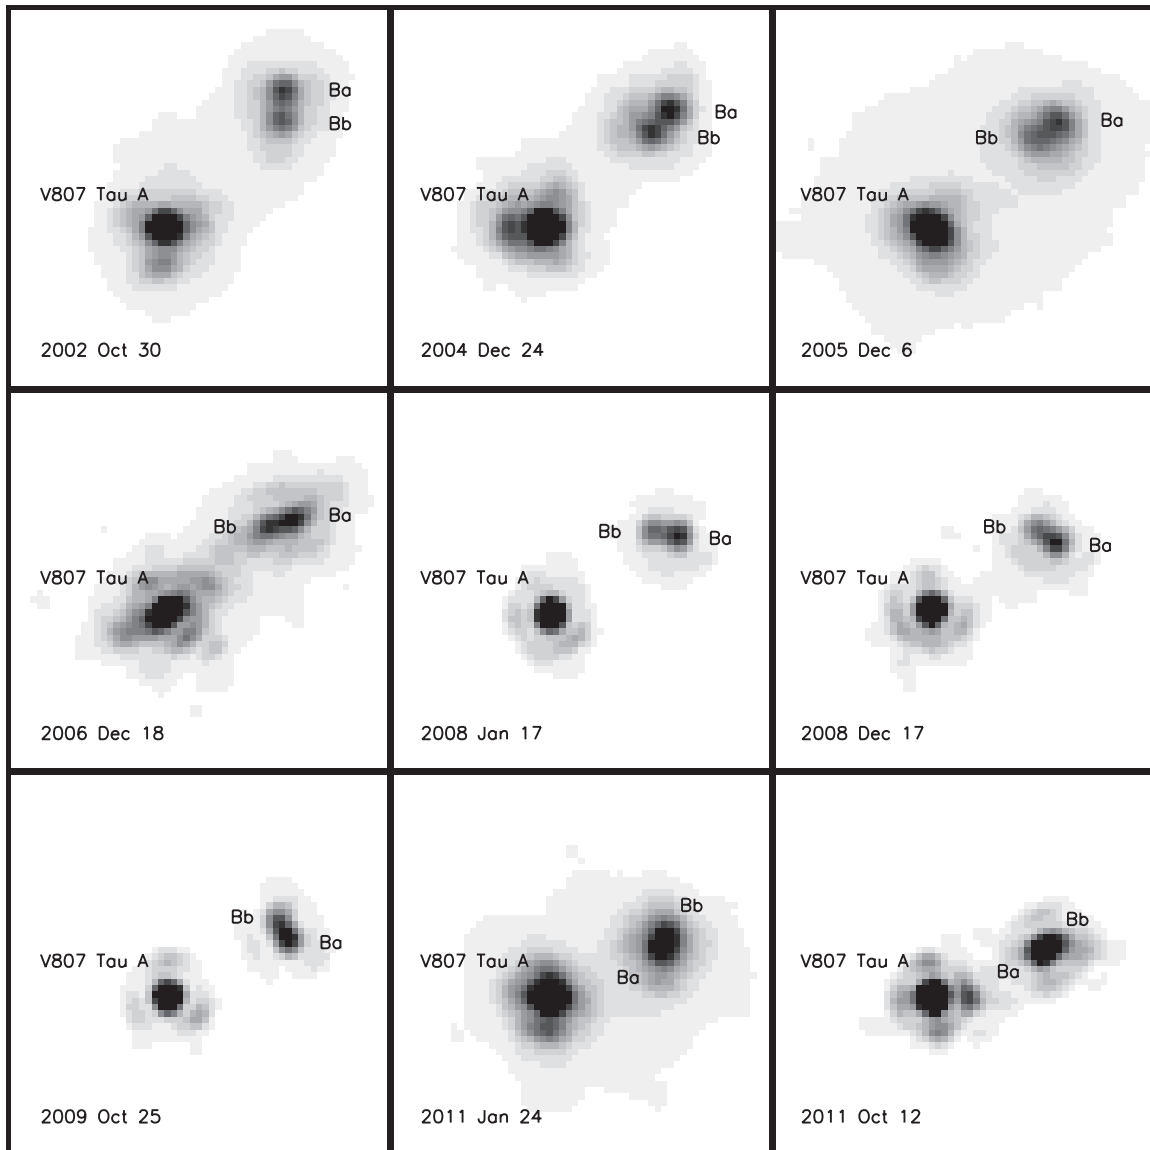 Ba
Bb
V807 Tau A
2002 Oct 30
Ba
Bb
V807 Tau A
2004 Dec 24
Ba
Bb
V807 Tau A
2005 Dec 6
Ba
Bb
V807 Tau A
2006 Dec 18
Bb
Ba
V807 Tau A
2008 Jan 17
Bb
Ba
V807 Tau A
2008 Dec 17
Bb
Ba
V807 Tau A
2009 Oct 25
Bb
V807 Tau A
Ba
2011 Jan 24
Bb
V807 Tau A
Ba
2011 Oct 12